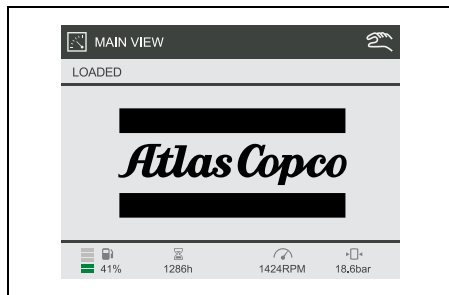 MAIN VIEW
LOADED
Atlas Copco
41% 1286h 1424RPM 18.6bar